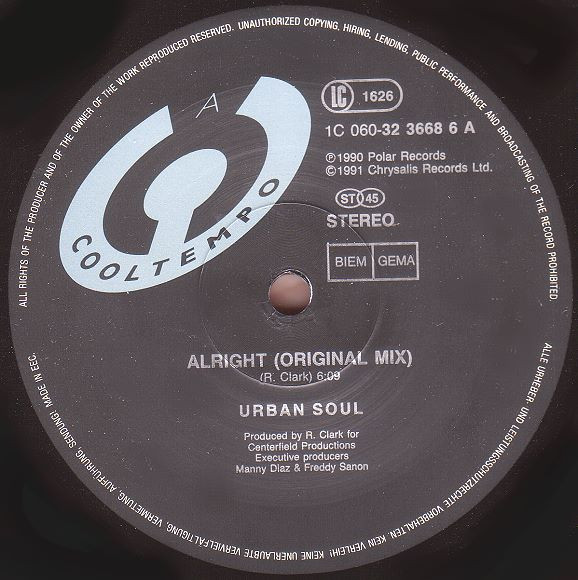 ALL RIGHTS OF THE PRODUCER AND OF THE OWNER OF THE WORK REPRODUCED RESERVED. UNAUTHORIZED COPYING, HIRING, LENDING, PUBLIC PERFORMANCE AND BROADCASTING OF THE RECORD PROHIBITED.
A
COOLTEMPO
LC 1626
1C 060-32 3668 6 A
Ⓟ1990 Polar Records
©1991 Chrysalis Records Ltd.
ST 45
STEREO
BIEM GEMA
ALRIGHT (ORIGINAL MIX)
(R. Clark) 6:09
URBAN SOUL
Produced by R. Clark for
Centerfield Productions
Executive producers
Manny Diaz & Freddy Sanon
ALLE URHEBER- UND LEISTUNGSSCHUTZRECHTE VORBEHALTEN. KEIN VERLEIH! KEINE UNERLAUBTE VERVIELFÄLTIGUNG, VERMIETUNG, AUFFÜHRUNG, SENDUNG! MADE IN EEC.